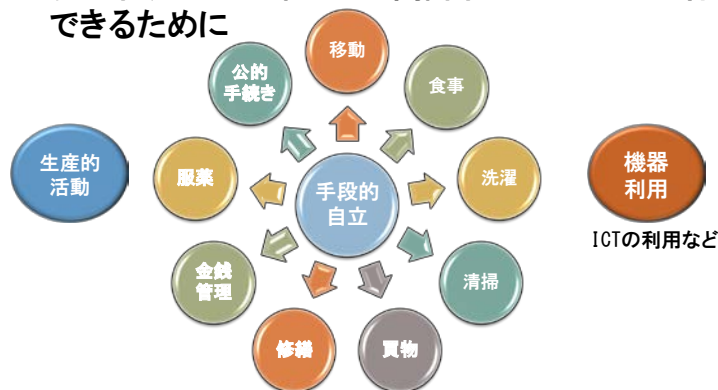 できるために
移動
公的
手続き
食事
生産的
活動
服薬
手段的
自立
洗濯
機器
利用
ICTの利用など
金銭
管理
清掃
修繕
買物